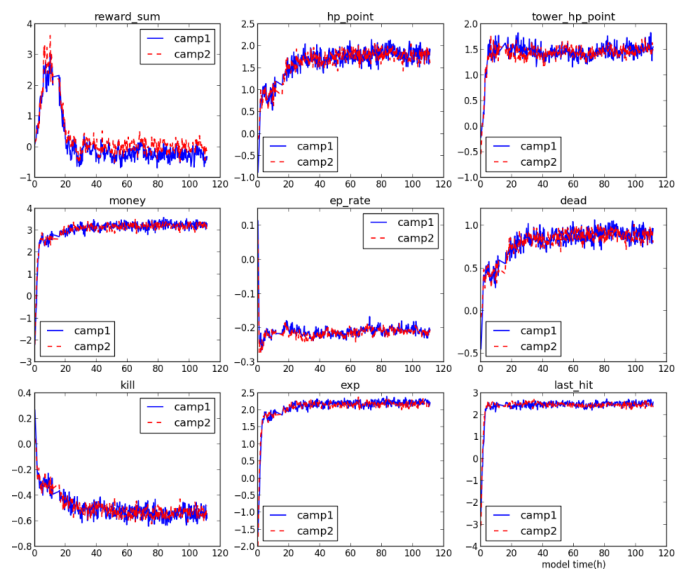 reward_sum
4
3
2
1
0
−1
0 20 40 60 80 100 120
camp1
camp2
hp_point
2.5
2.0
1.5
1.0
0.5
0.0
−0.5
−1.0
0 20 40 60 80 100 120
camp1
camp2
tower_hp_point
2.0
1.5
1.0
0.5
0.0
−0.5
−1.0
0 20 40 60 80 100 120
camp1
camp2
money
4
3
2
1
0
−1
−2
−3
0 20 40 60 80 100 120
camp1
camp2
ep_rate
0.1
0.0
−0.1
−0.2
−0.3
0 20 40 60 80 100 120
camp1
camp2
dead
1.0
0.5
0.0
−0.5
0 20 40 60 80 100 120
camp1
camp2
kill
0.4
0.2
0.0
−0.2
−0.4
−0.6
−0.8
0 20 40 60 80 100 120
camp1
camp2
exp
2.5
2.0
1.5
1.0
0.5
0.0
−0.5
−1.0
−1.5
−2.0
0 20 40 60 80 100 120
camp1
camp2
last_hit
3
2
1
0
−1
−2
−3
−4
0 20 40 60 80 100 120
camp1
camp2
model time(h)